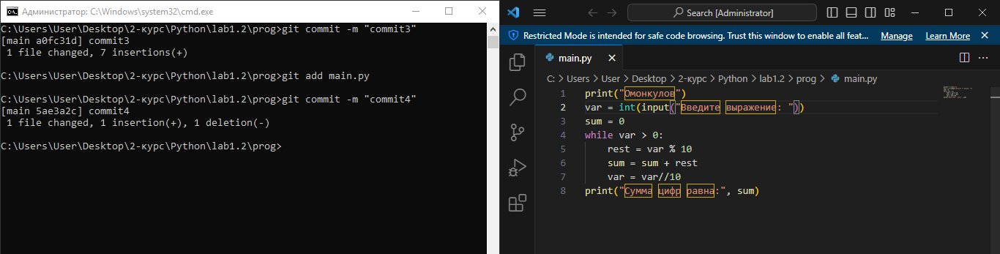 Администратор: C:\Windows\system32\cmd.exe
C:\Users\User\Desktop\2-курс\Python\lab1.2\prog>git commit -m "commit3"
[main a0fc31d] commit3
1 file changed, 7 insertions(+)
C:\Users\User\Desktop\2-курс\Python\lab1.2\prog>git add main.py
C:\Users\User\Desktop\2-курс\Python\lab1.2\prog>git commit -m "commit4"
[main 5ae3a2c] commit4
1 file changed, 1 insertion(+), 1 deletion(-)
C:\Users\User\Desktop\2-курс\Python\lab1.2\prog>
Search [Administrator]
Restricted Mode is intended for safe code browsing. Trust this window to enable all feat... Manage Learn More
main.py
C: > Users > User > Desktop > 2-курс > Python > lab1.2 > prog > main.py
1 print("Омонкулов")
2 var = int(input("Введите выражение: "))
3 sum = 0
4 while var > 0:
5 rest = var % 10
6 sum = sum + rest
7 var = var//10
8 print("Сумма цифр равна:", sum)